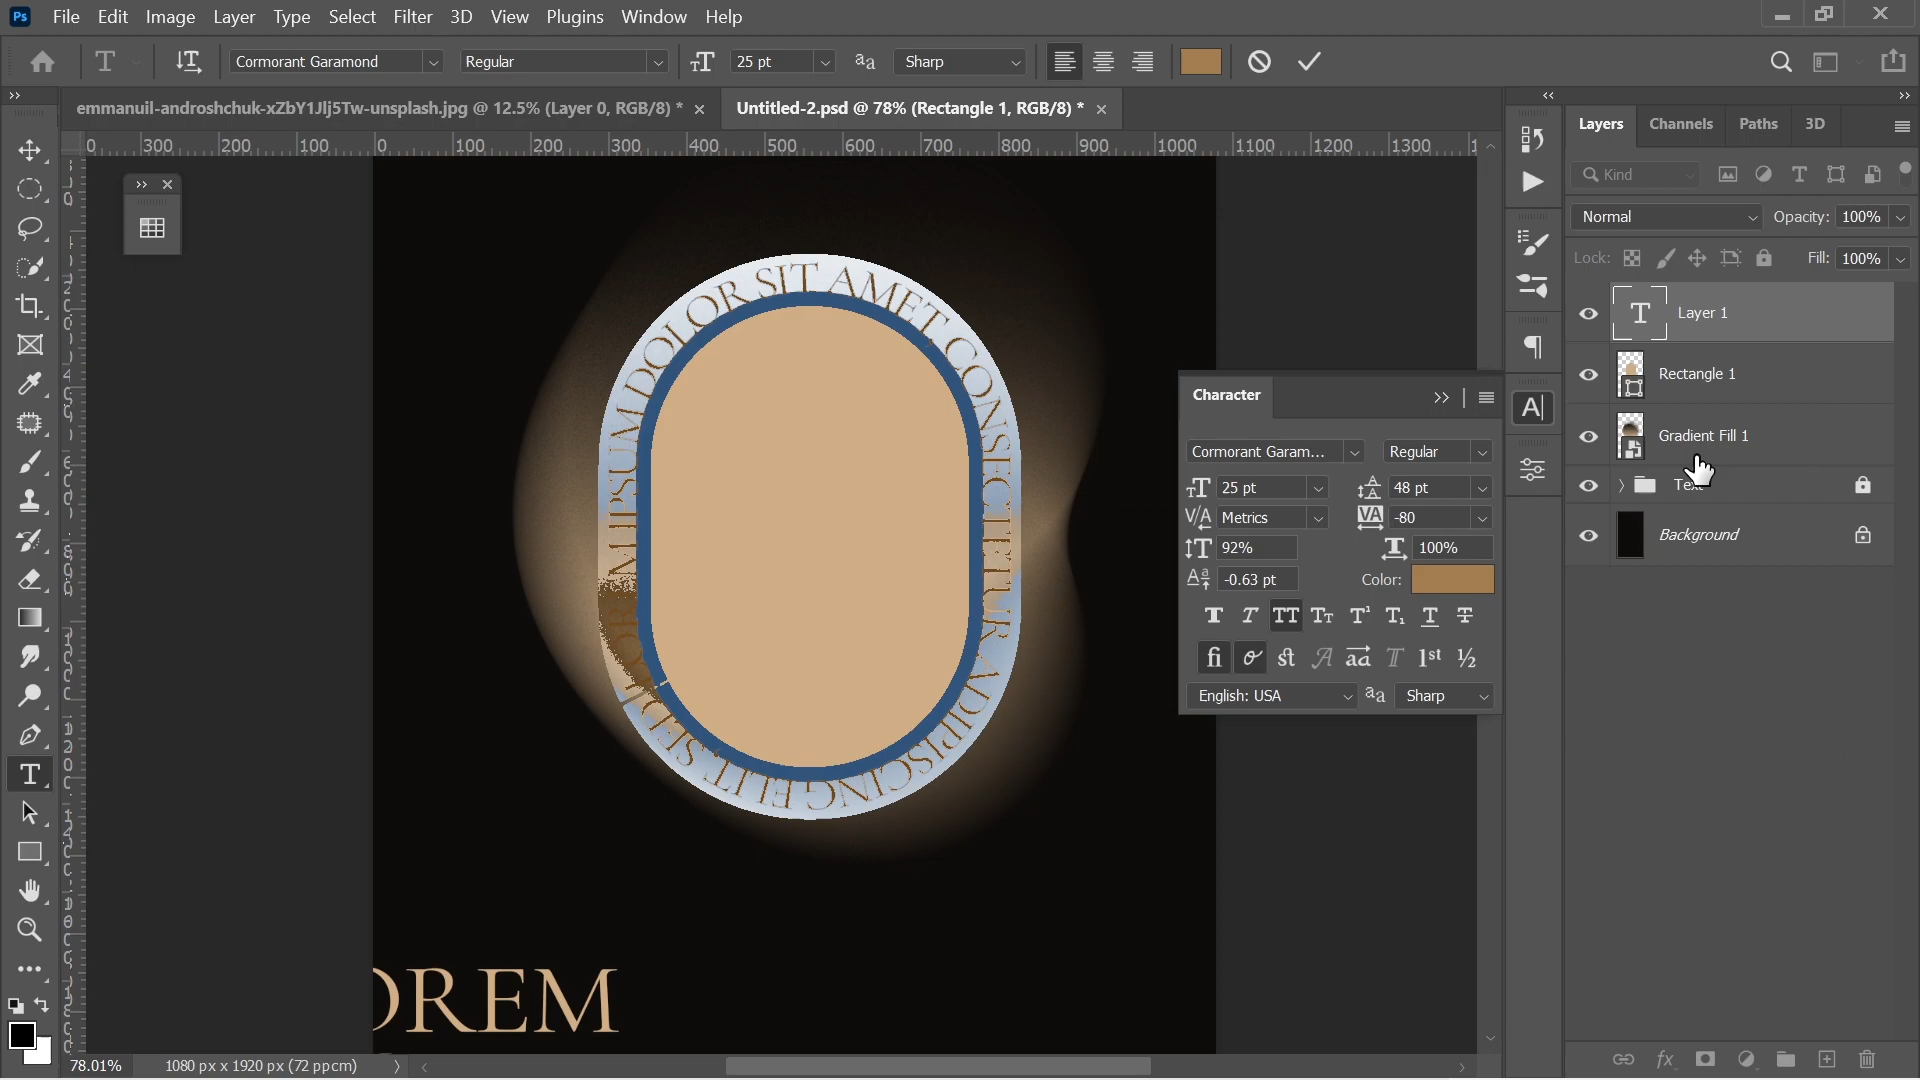 Ps File Edit Image Layer Type Select Filter 3D View Plugins Window Help
Cormorant Garamond Regular 25 pt Sharp
emmanuil-androshchuk-xZbY1Jlj5Tw-unsplash.jpg @ 12.5% (Layer 0, RGB/8) *
Untitled-2.psd @ 78% (Rectangle 1, RGB/8) *
300 200 100 0 100 200 300 400 500 600 700 800 900 1000 1100 1200 1300
IPSUM DOLOR SIT AMET, CONSECTETUR ADIPISCING ELIT, SED
OREM
Character
Cormorant Garam... Regular
25 pt 48 pt
Metrics -80
92% 100%
-0.63 pt Color:
English: USA Sharp
Layers Channels Paths 3D
Kind
Normal Opacity: 100%
Lock: Fill: 100%
Layer 1
Rectangle 1
Gradient Fill 1
Background
78.01% 1080 px x 1920 px (72 ppcm)